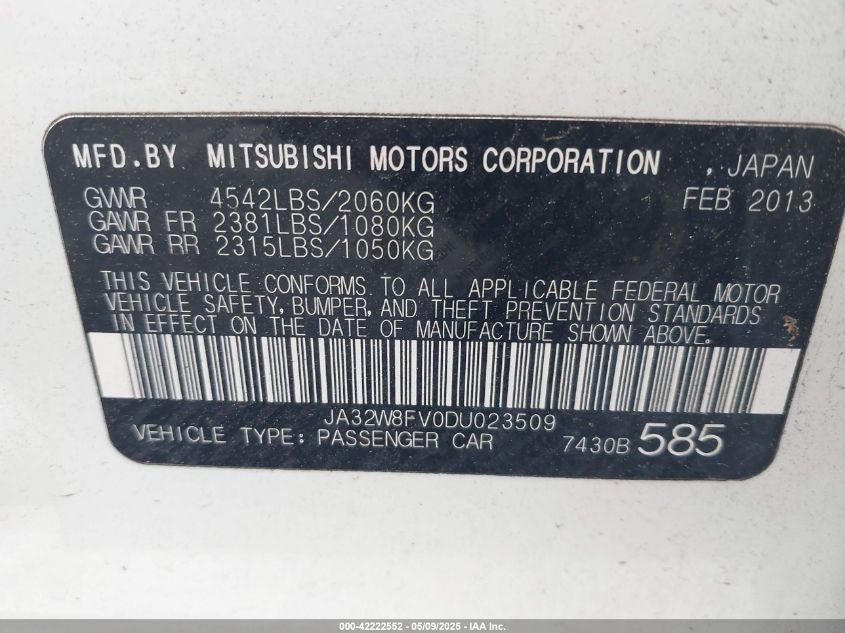 MFD.BY MITSUBISHI MOTORS CORPORATION , JAPAN
GVWR 4542LBS/2060KG FEB 2013
GAWR FR 2381LBS/1080KG
GAWR RR 2315LBS/1050KG
THIS VEHICLE CONFORMS TO ALL APPLICABLE FEDERAL MOTOR
VEHICLE SAFETY, BUMPER, AND THEFT PREVENTION STANDARDS
IN EFFECT ON THE DATE OF MANUFACTURE SHOWN ABOVE.
JA32W8FV0DU023509
VEHICLE TYPE: PASSENGER CAR 7430B 585
000-42222552 — 05/09/2025 — IAA Inc.